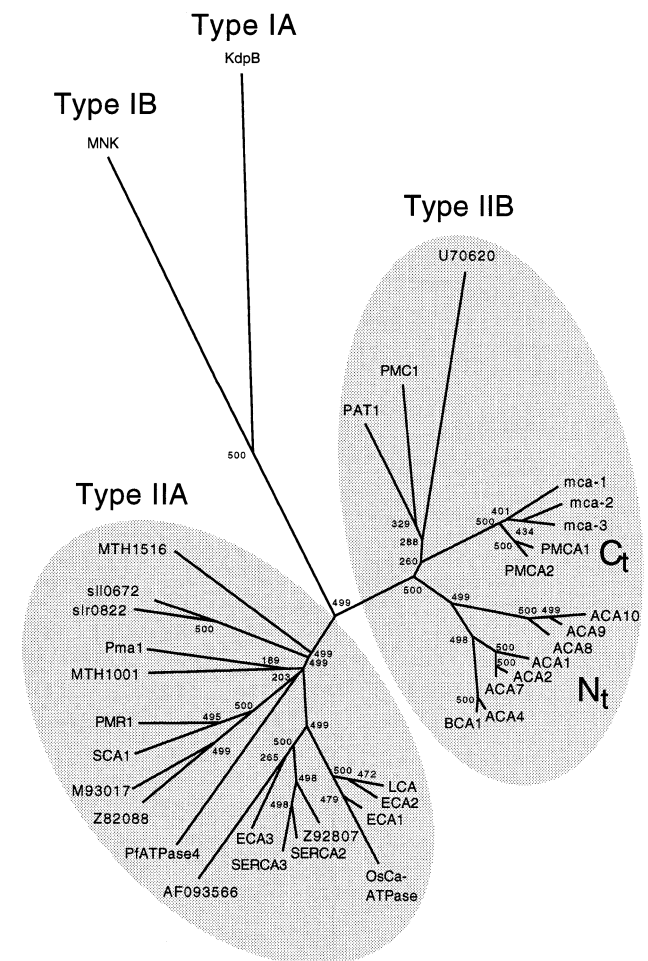 Type IA
KdpB
Type IB
MNK
Type IIB
U70620
PMC1
PAT1
500
mca-1
mca-2
mca-3
401
500
434
500
PMCA1
PMCA2
Ct
329
288
260
Type IIA
MTH1516
sll0672
slr0822
500
Pma1
MTH1001
499
500
499
500
499
ACA10
ACA9
ACA8
498
500
500
ACA1
ACA2
ACA7
500
BCA1
ACA4
Nt
499
499
189
203
PMR1
495
500
SCA1
499
M93017
Z82088
499
500
265
498
498
500
472
479
LCA
ECA2
ECA1
PfATPase4
ECA3
Z92807
SERCA3
SERCA2
AF093566
OsCa-
ATPase